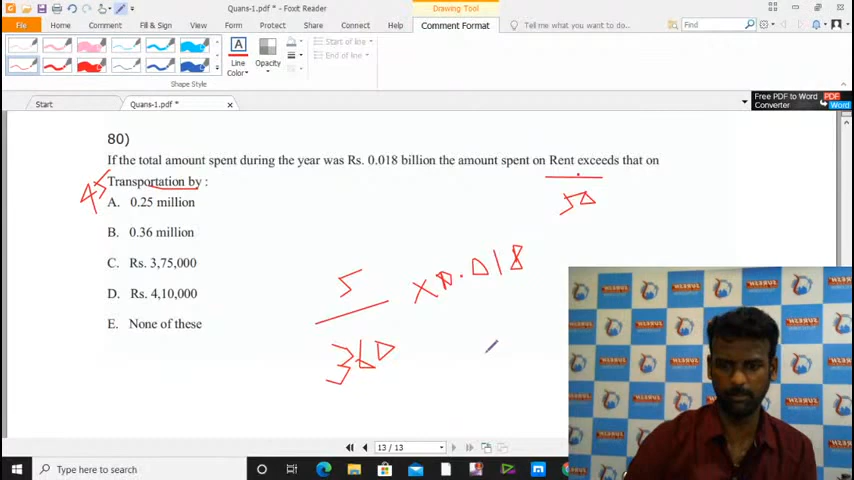 Quans-1.pdf * - Foxt Reader
Drawing Tool
File
Home
Comment
View
Form
Protect
Share
Connect
Help
Comment Format
Tell me what you want to do...
Find
Line Color
Opacity
Start of line
End of line
Shape Style
Start
Quans-1.pdf *
Free PDF to Word Converter
PDF
Word
80)
If the total amount spent during the year was Rs. 0.018 billion the amount spent on Rent exceeds that on
Transportation by :
45
50
A. 0.25 million
B. 0.36 million
C. Rs. 3,75,000
D. Rs. 4,10,000
E. None of these
5
360
× 0.018
13 / 13
Type here to search